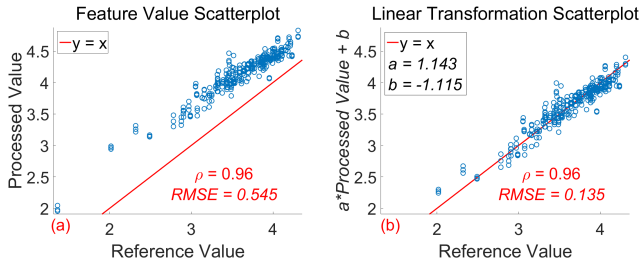 Feature Value Scatterplot
Processed Value
4.5
4
3.5
3
2.5
2
y = x
ρ = 0.96
RMSE = 0.545
(a)
2
3
4
Reference Value
Linear Transformation Scatterplot
a*Processed Value + b
4.5
4
3.5
3
2.5
2
y = x
a = 1.143
b = -1.115
ρ = 0.96
RMSE = 0.135
(b)
2
3
4
Reference Value